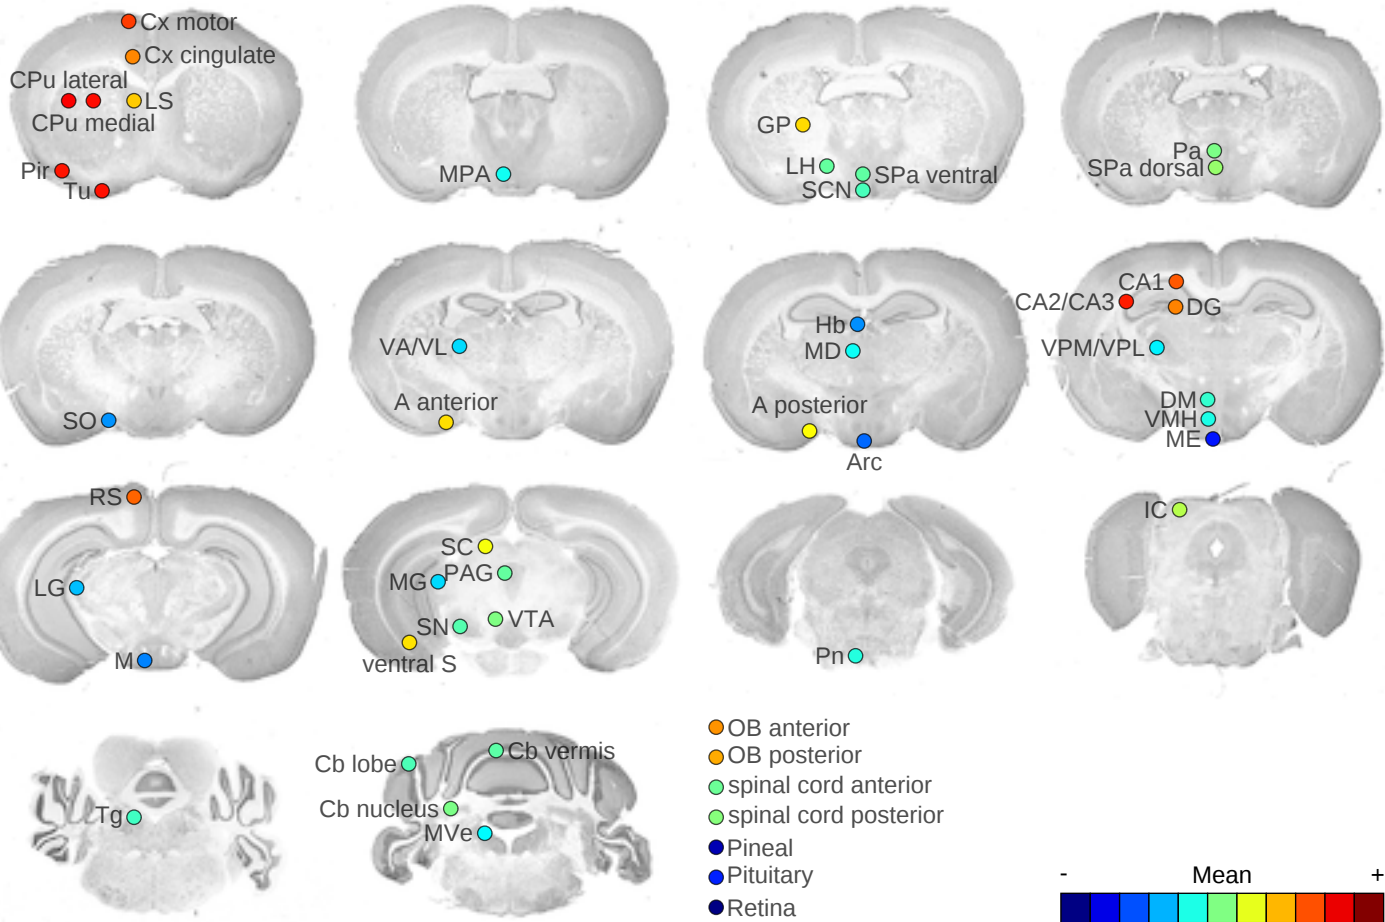 Cx motor
Cx cingulate
CPu lateral
LS
CPu medial
Pir
Tu
MPA
GP
LH
SPa ventral
SCN
Pa
SPa dorsal
SO
VA/VL
A anterior
Hb
MD
A posterior
Arc
CA1
CA2/CA3
DG
VPM/VPL
DM
VMH
ME
RS
LG
M
SC
PAG
MG
VTA
SN
ventral S
Pn
IC
Tg
Cb lobe
Cb vermis
Cb nucleus
MVe
OB anterior
OB posterior
spinal cord anterior
spinal cord posterior
Pineal
Pituitary
Retina
- Mean +